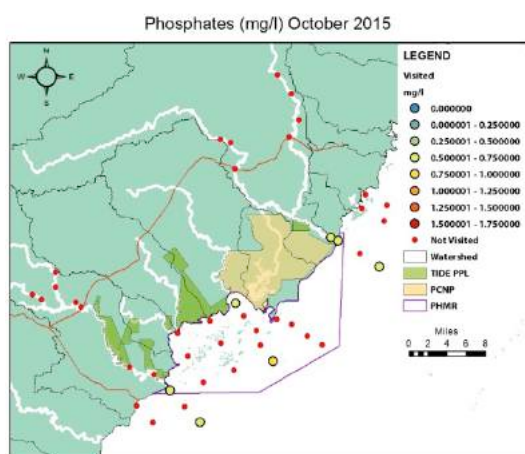 Phosphates (mg/l) October 2015
N
W E
S
LEGEND
Visited
mg/l
0.000000
0.000001 - 0.250000
0.250001 - 0.500000
0.500001 - 0.750000
0.750001 - 1.000000
1.000001 - 1.250000
1.250001 - 1.500000
1.500001 - 1.750000
Not Visited
Watershed
TIDE PPL
PCNP
PHMR
Miles
0 2 4 6 8